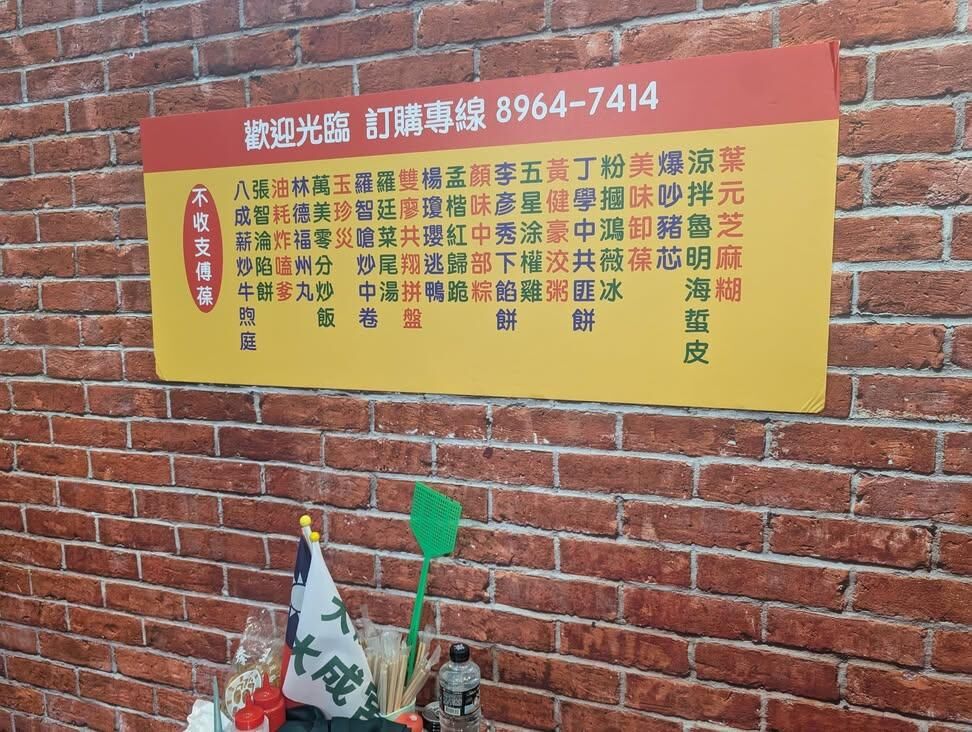 歡迎光臨 訂購專線 8964-7414
葉元芝麻糊
涼拌魯明海蜇皮
爆吵豬芯
美味卸葆
粉摑鴻薇冰
丁學中共匪餅
黃健豪洨粥
五星涂權雞
李彥秀下餡餅
顏味中部粽
孟楷紅歸跪
楊瓊瓔逃鴨
雙廖共翔拼盤
羅廷菜尾湯
羅智嗆炒中卷
玉珍災
萬美零分炒飯
林德福州丸
油耗炸嗑爹
張智淪陷餅
八成薪炒牛煦庭
不收支傅葆
大成